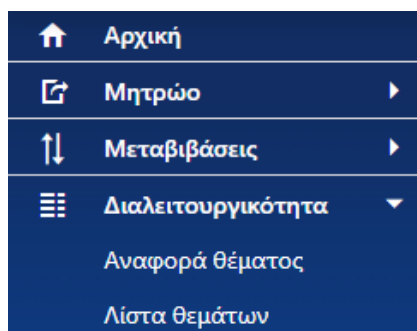 Αρχική
Μητρώο
Μεταβιβάσεις
Διαλειτουργικότητα
Αναφορά θέματος
Λίστα θεμάτων